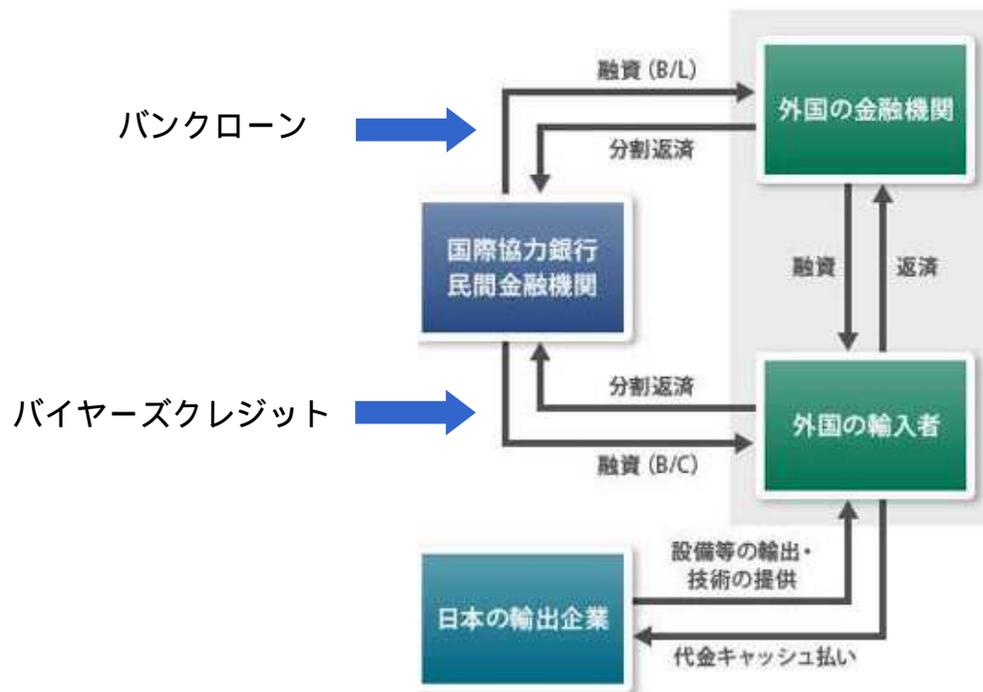 融資 (B/L)
外国の金融機関
バンクローン
分割返済
国際協力銀行
民間金融機関
融資
返済
分割返済
バイヤーズクレジット
外国の輸入者
融資 (B/C)
設備等の輸出・
技術の提供
日本の輸出企業
代金キャッシュ払い